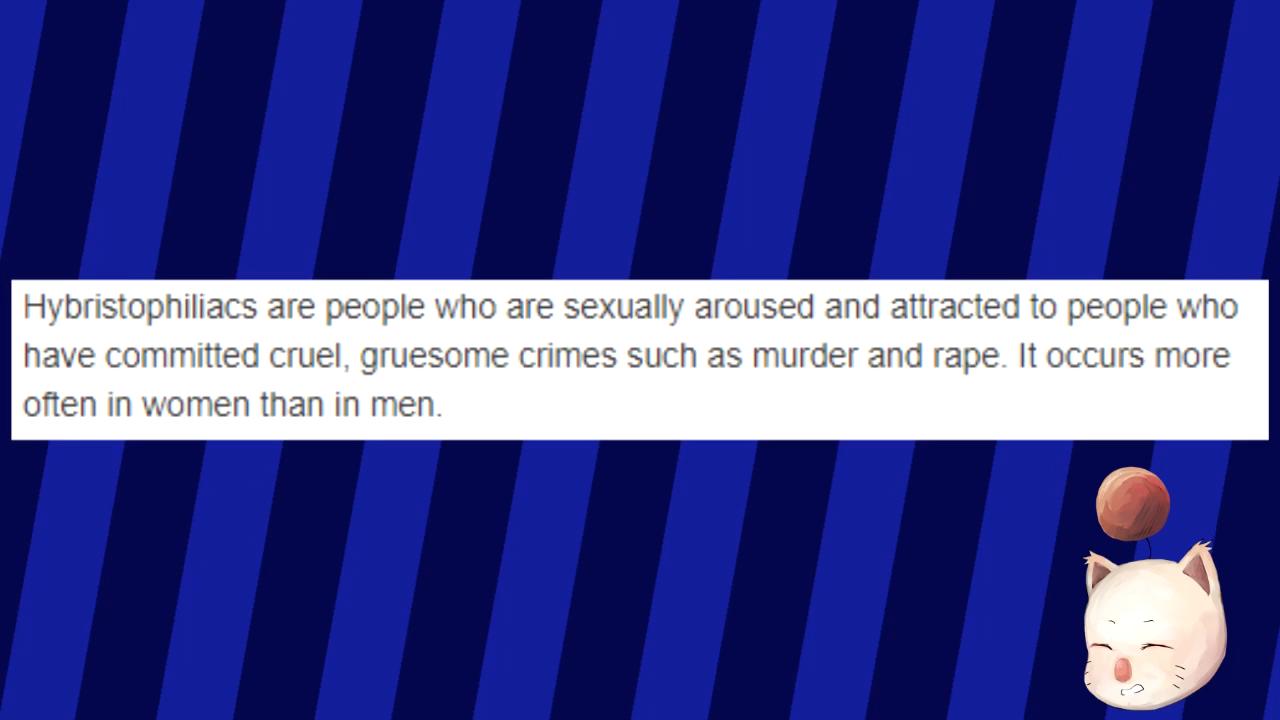 Hybristophiliacs are people who are sexually aroused and attracted to people who
have committed cruel, gruesome crimes such as murder and rape. It occurs more
often in women than in men.